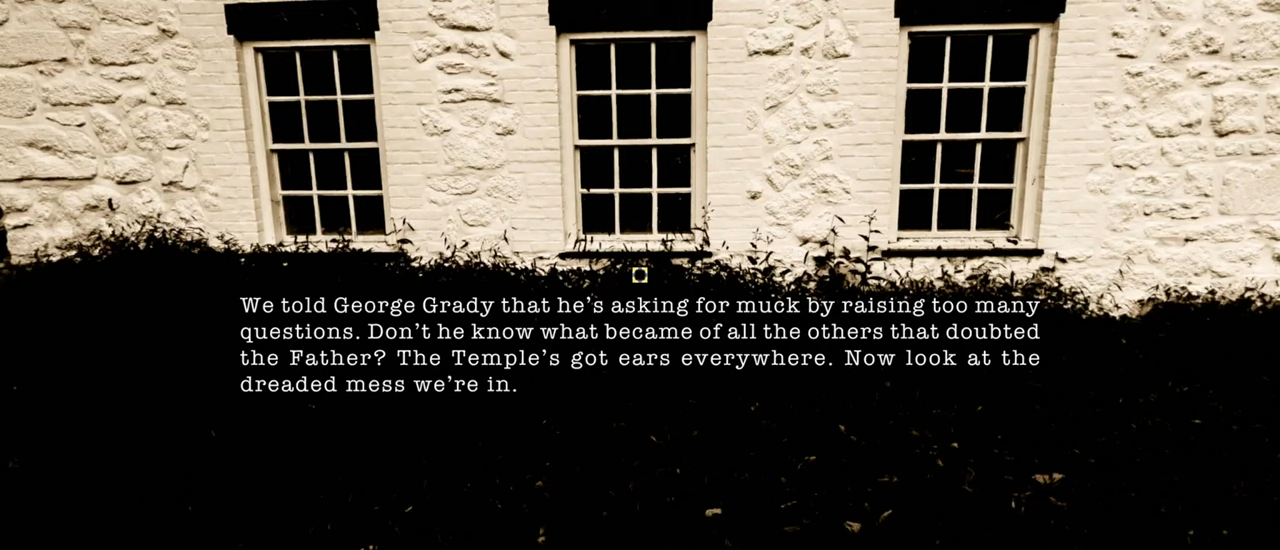 We told George Grady that he’s asking for muck by raising too many
questions. Don’t he know what became of all the others that doubted
the Father? The Temple’s got ears everywhere. Now look at the
dreaded mess we’re in.